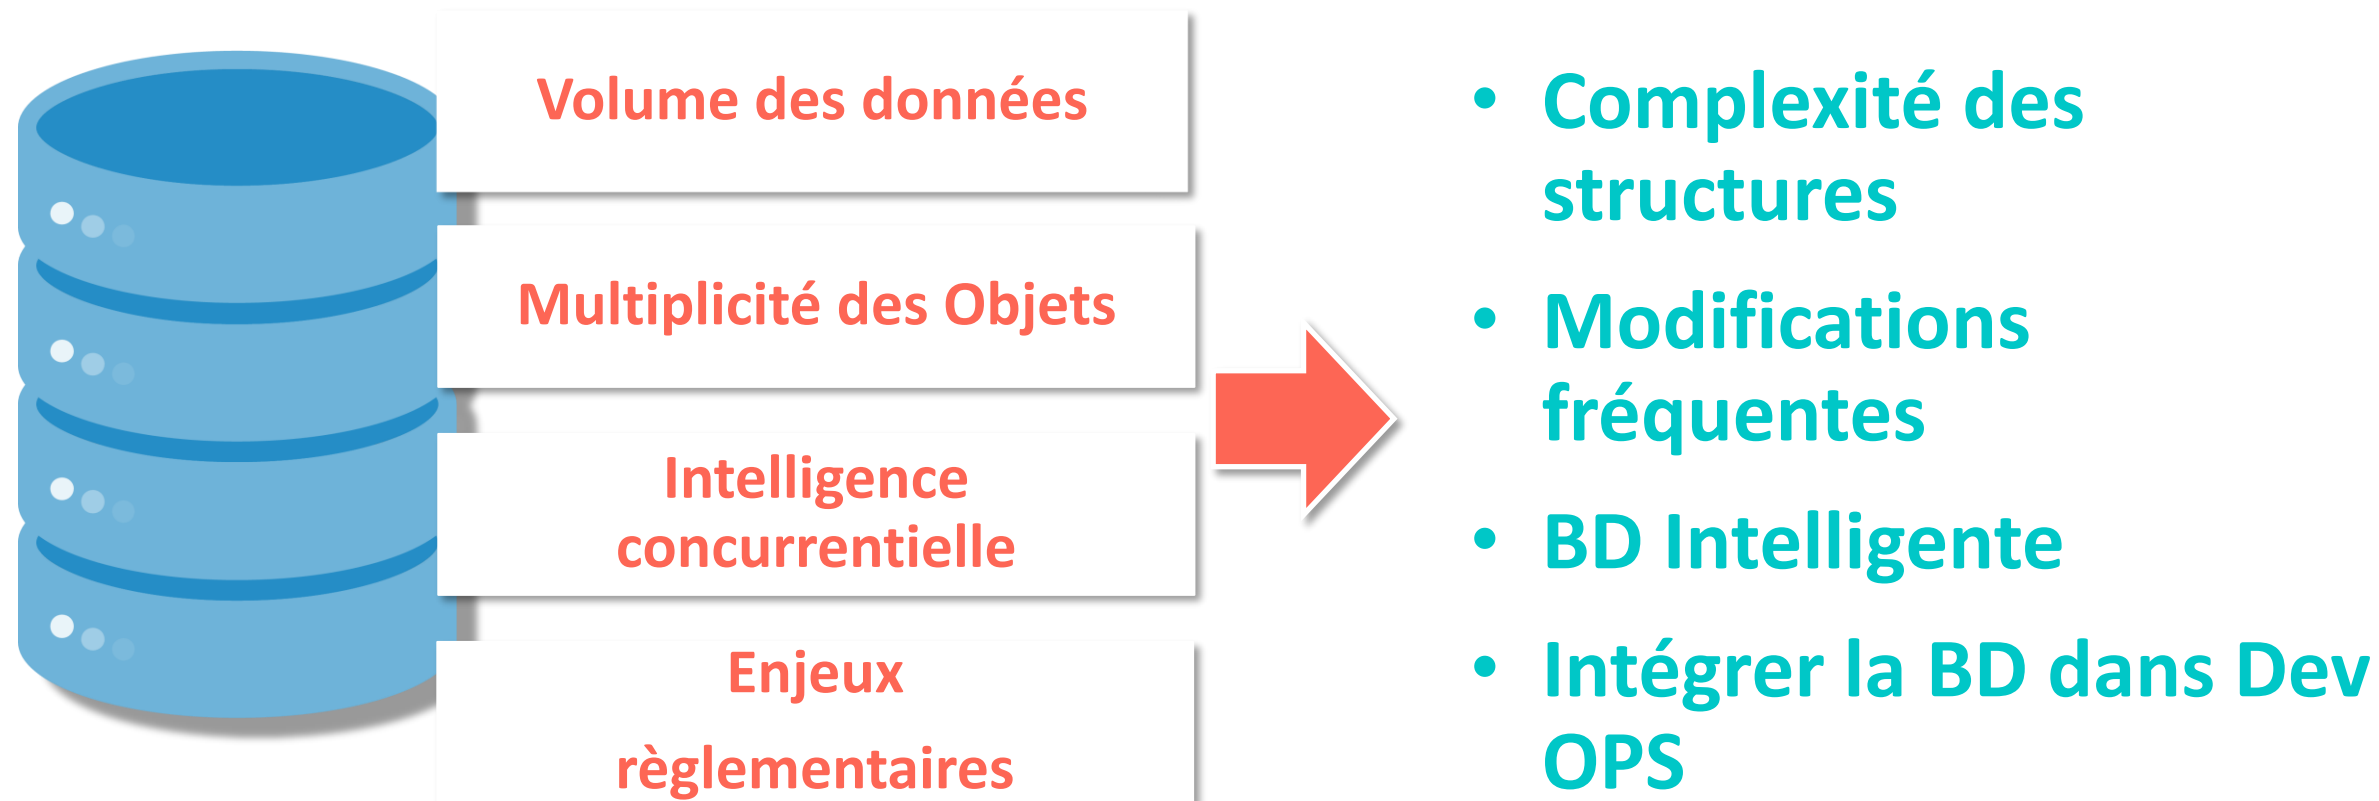 Volume des données
Multiplicité des Objets
Intelligence
concurrentielle
Enjeux
règlementaires
• Complexité des
structures
• Modifications
fréquentes
• BD Intelligente
• Intégrer la BD dans Dev
OPS